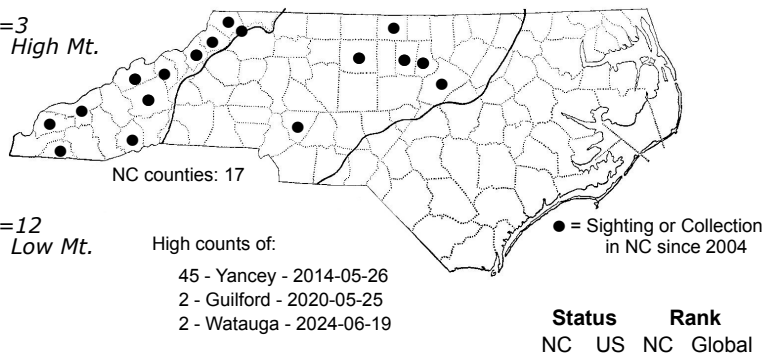 =3
High Mt.
NC counties: 17
=12
Low Mt.
High counts of:
45 - Yancey - 2014-05-26
2 - Guilford - 2020-05-25
2 - Watauga - 2024-06-19
● = Sighting or Collection
in NC since 2004
Status Rank
NC US NC Global